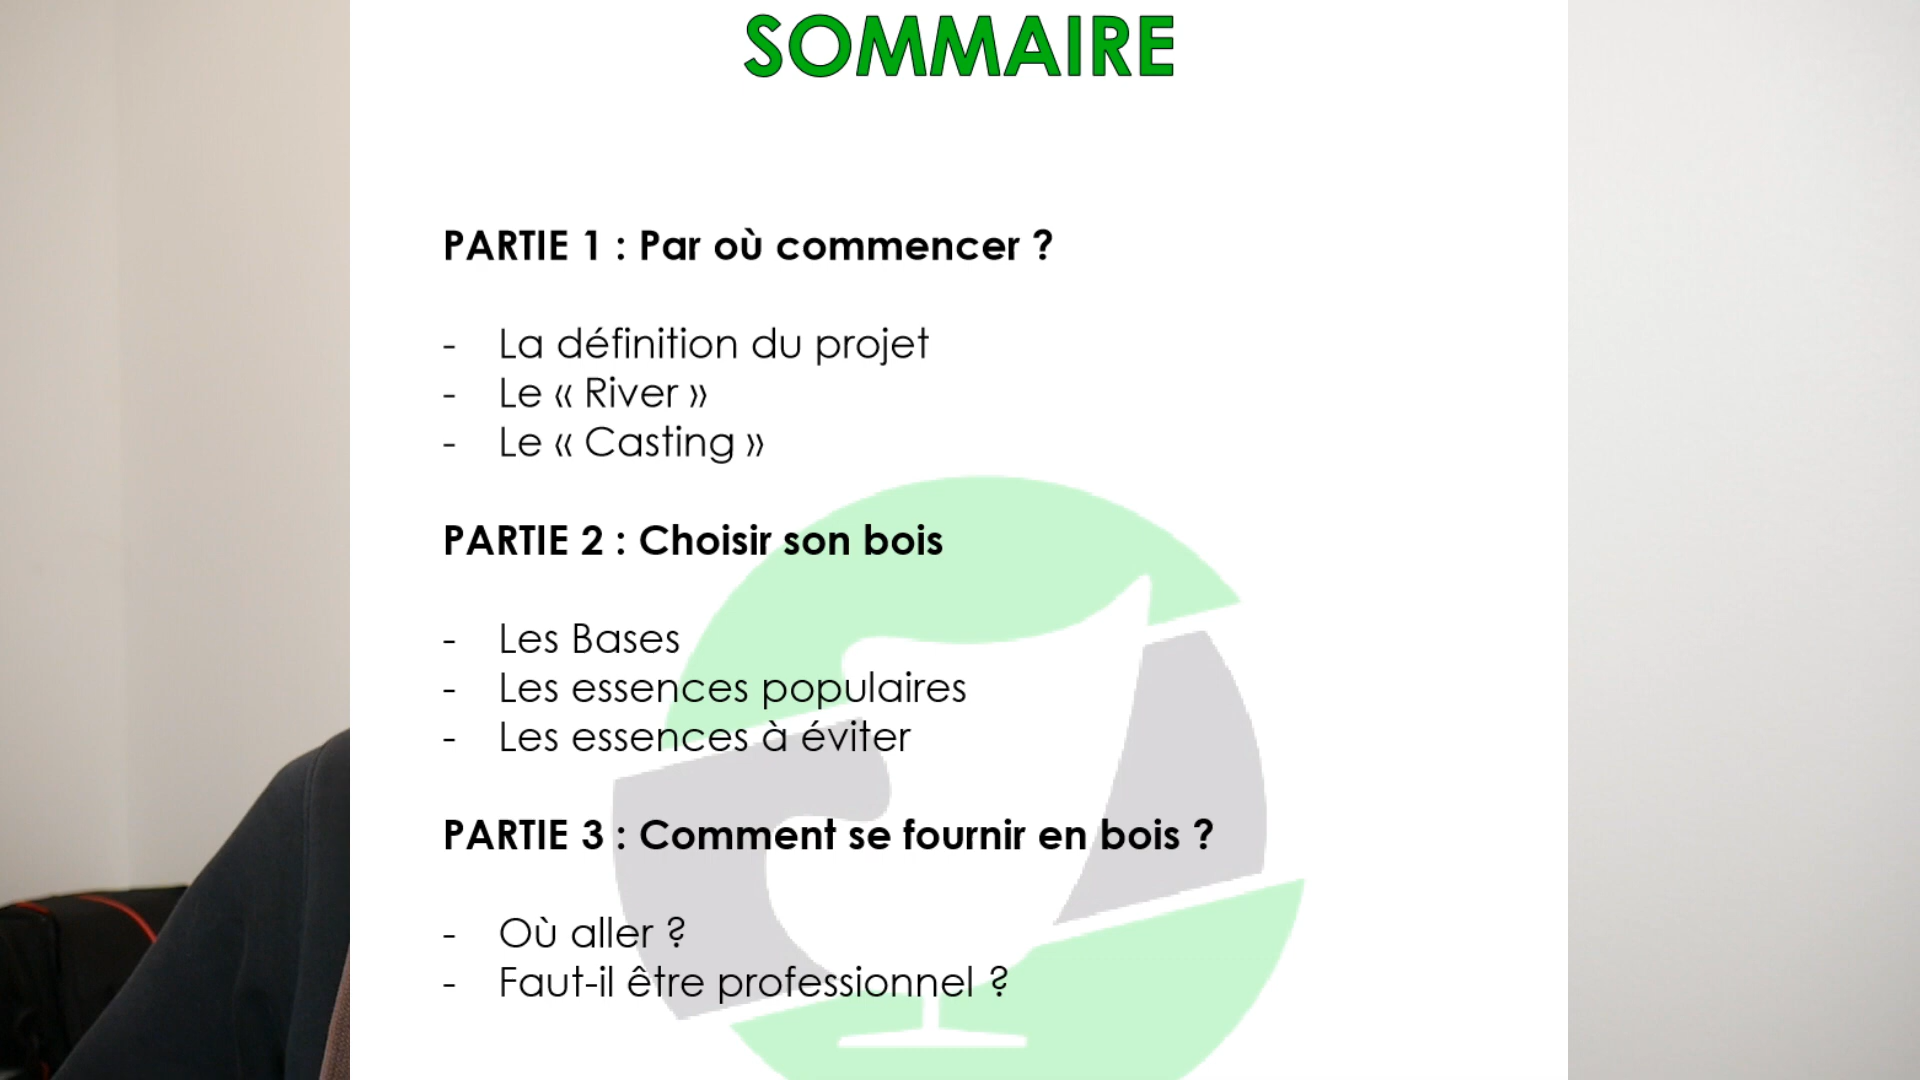 SOMMAIRE
PARTIE 1 : Par où commencer ?
- La définition du projet
- Le « River »
- Le « Casting »
PARTIE 2 : Choisir son bois
- Les Bases
- Les essences populaires
- Les essences à éviter
PARTIE 3 : Comment se fournir en bois ?
- Où aller ?
- Faut-il être professionnel ?